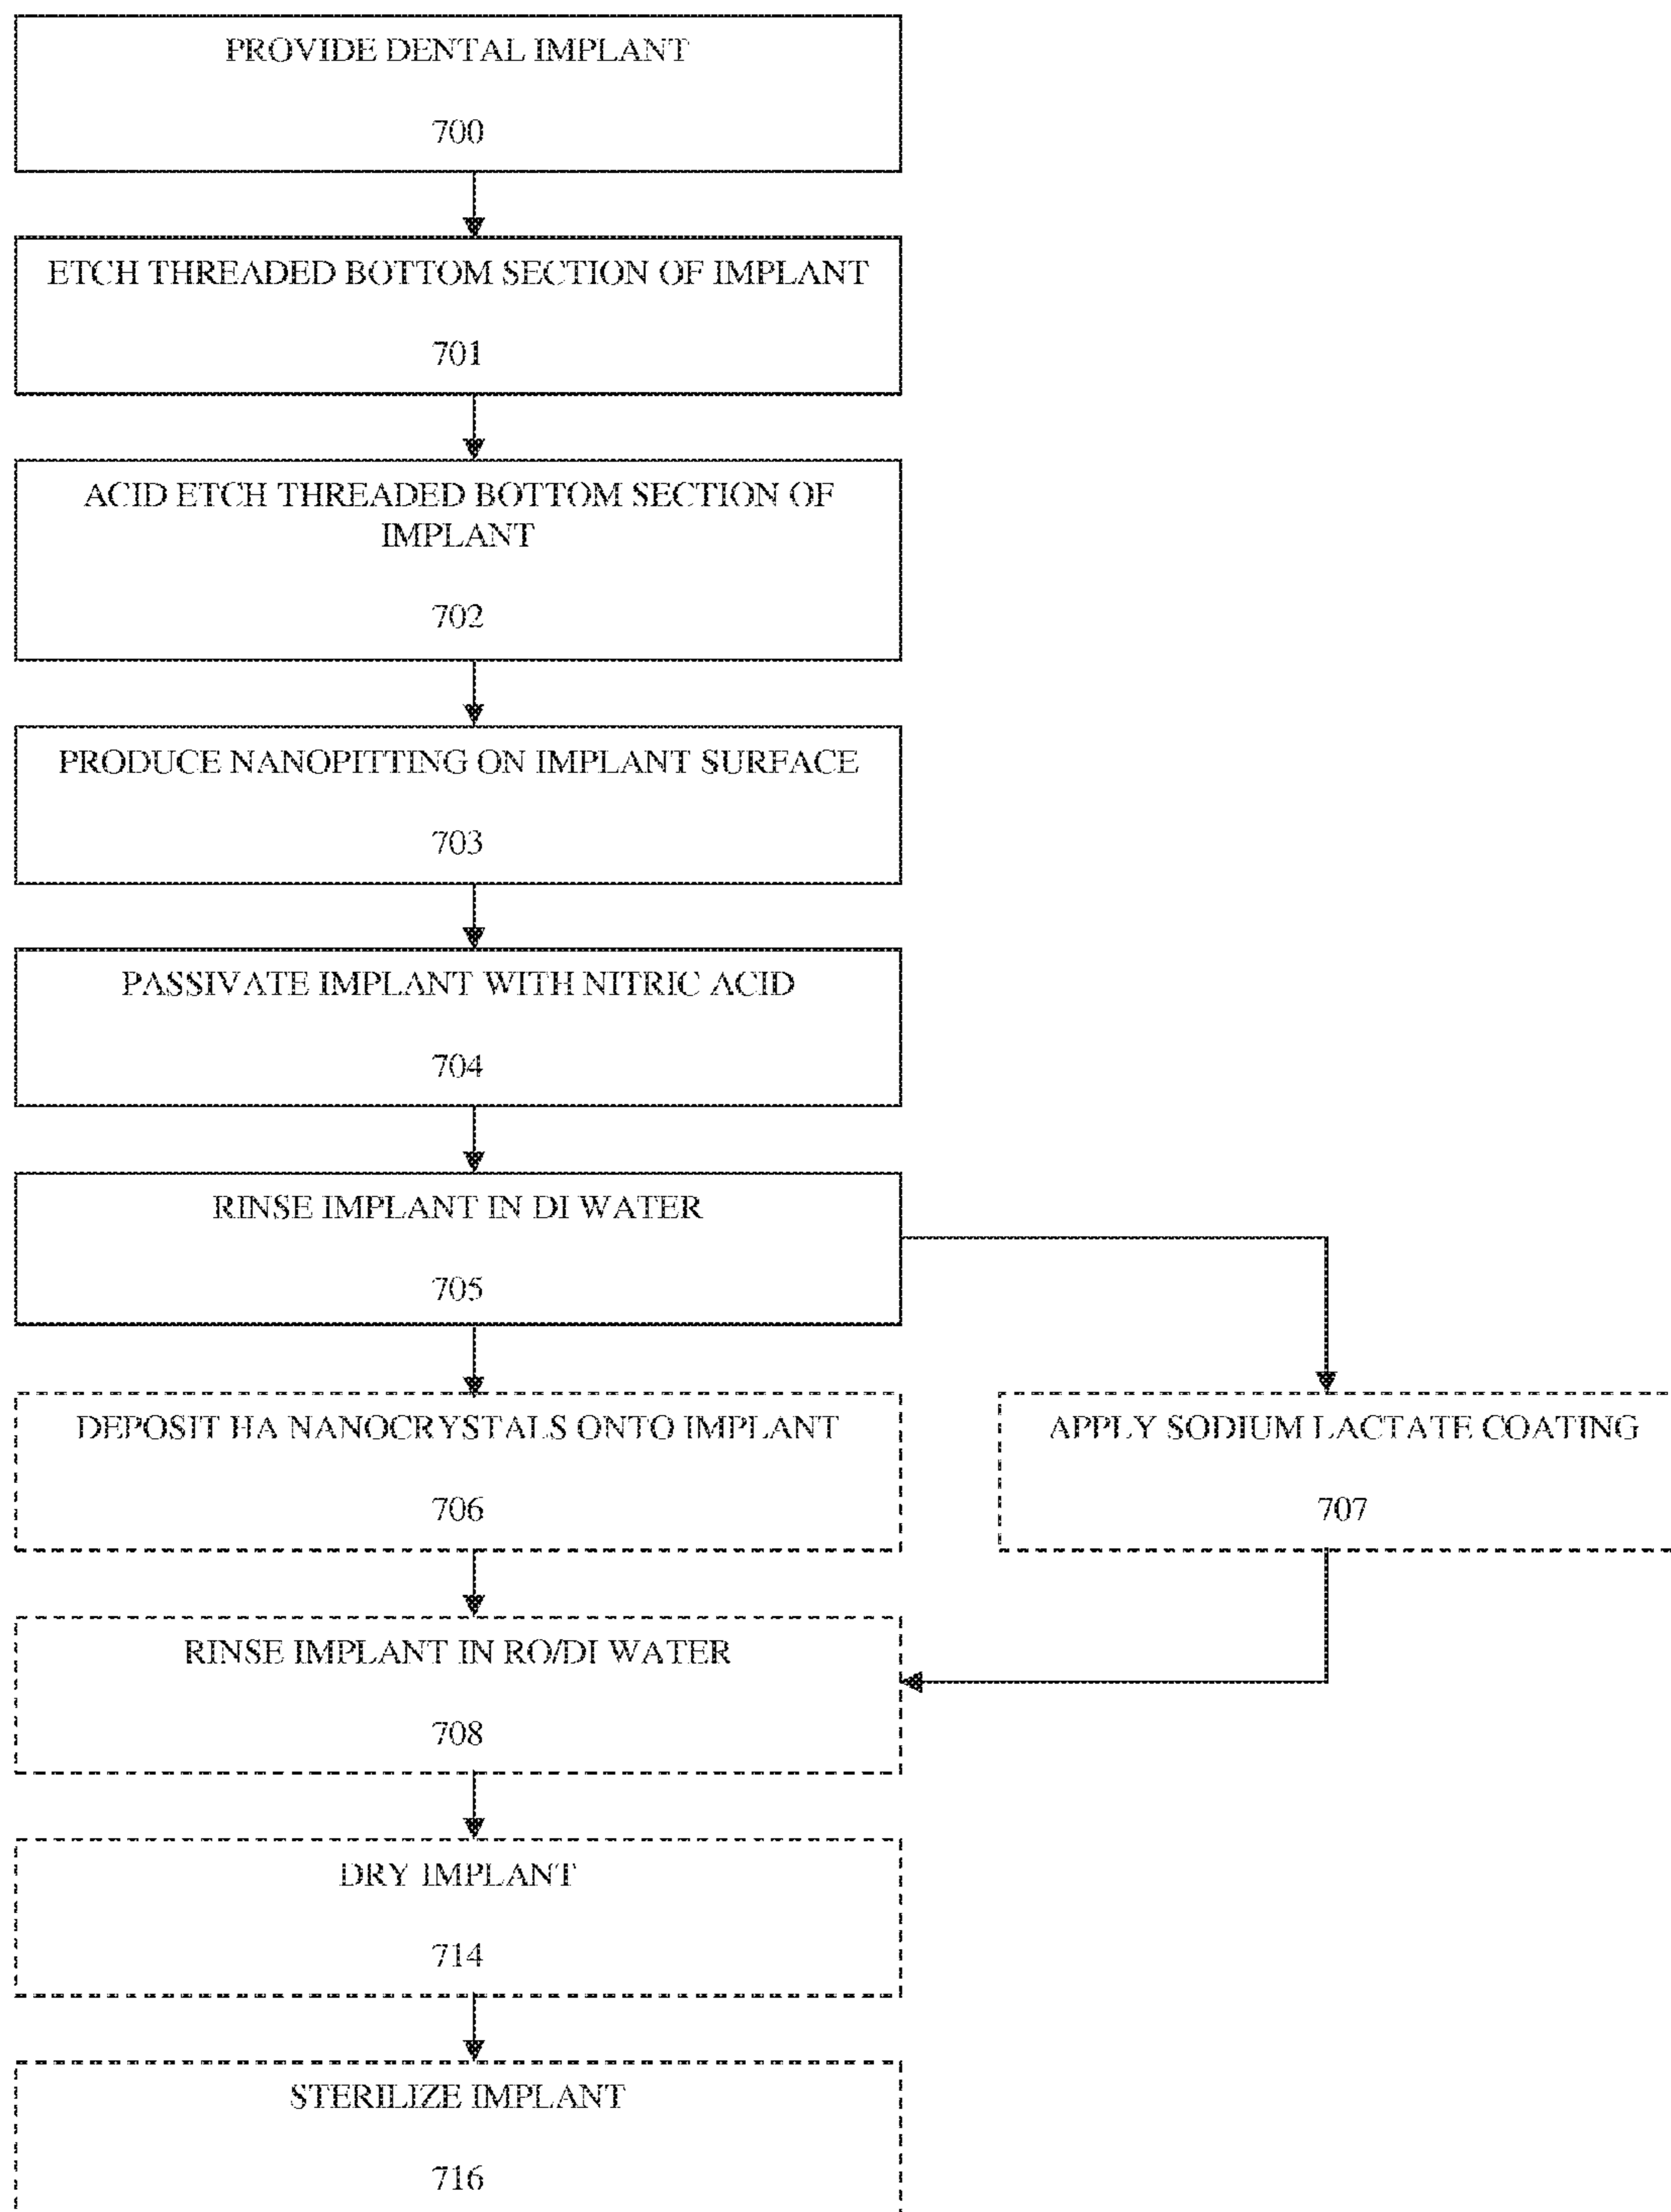 PROVIDE DENTAL IMPLANT
700
ETCH THREADED BOTTOM SECTION OF IMPLANT
701
ACID ETCH THREADED BOTTOM SECTION OF
IMPLANT
702
PRODUCE NANOPITTING ON IMPLANT SURFACE
703
PASSIVATE IMPLANT WITH NITRIC ACID
704
RINSE IMPLANT IN DI WATER
705
DEPOSIT HA NANOCRYSTALS ONTO IMPLANT
706
APPLY SODIUM LACTATE COATING
707
RINSE IMPLANT IN RO/DI WATER
708
DRY IMPLANT
714
STERILIZE IMPLANT
716